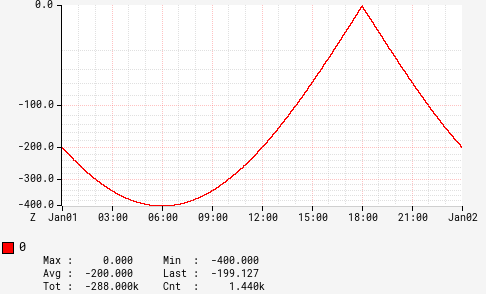 0.0
-100.0
-200.0
-300.0
-400.0
Z Jan01 03:00 06:00 09:00 12:00 15:00 18:00 21:00 Jan02
0
Max : 0.000 Min : -400.000
Avg : -200.000 Last : -199.127
Tot : -288.000k Cnt : 1.440k